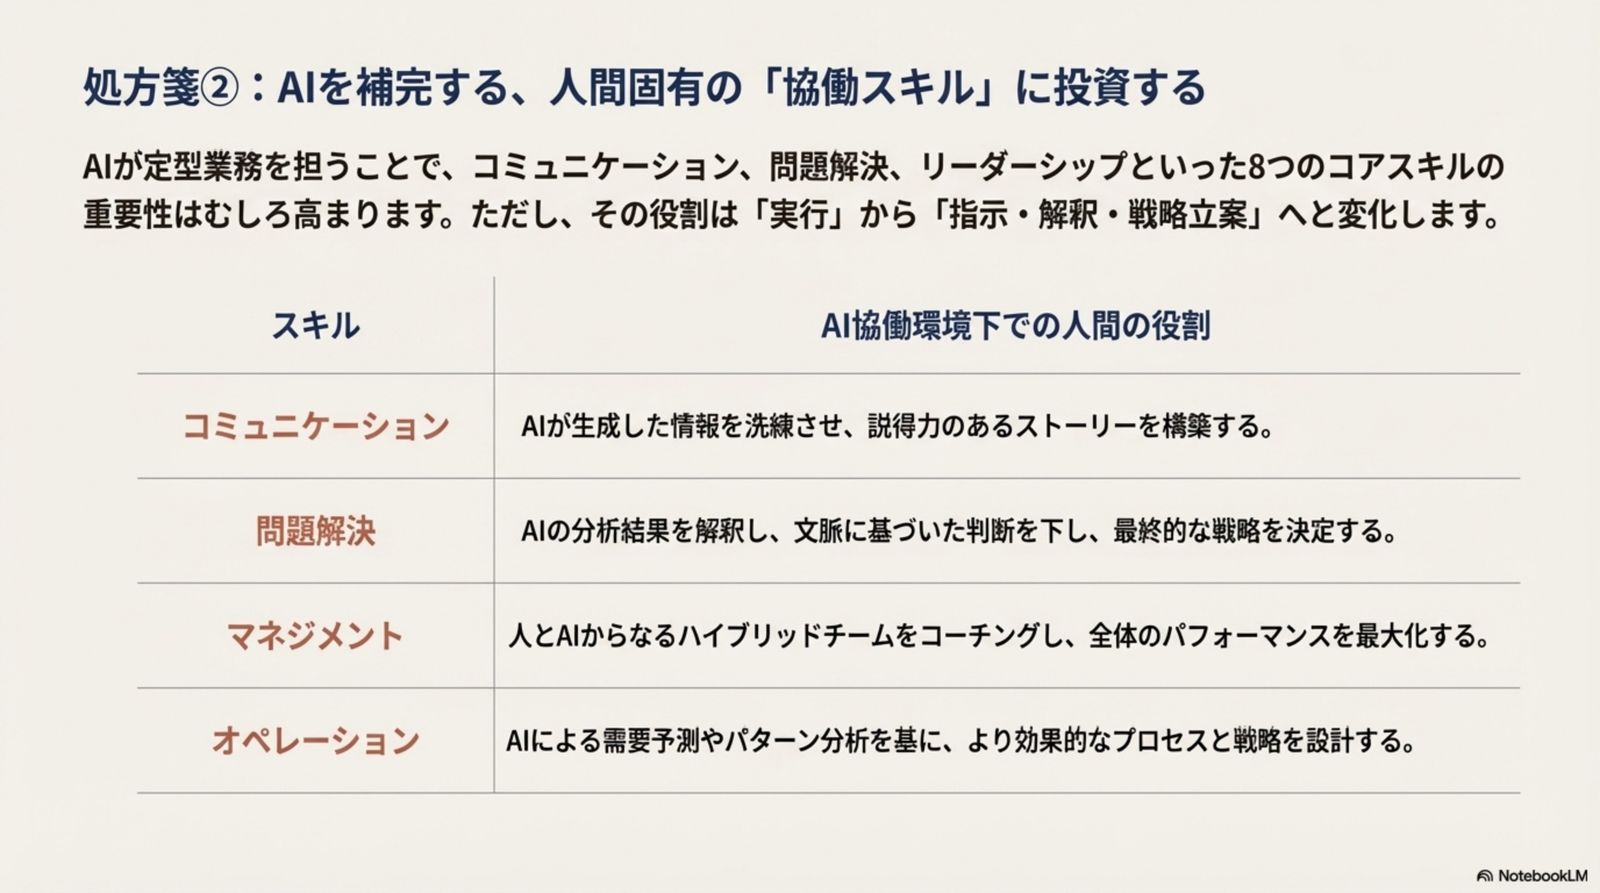 処方箋②：AIを補完する、人間固有の「協働スキル」に投資する
AIが定型業務を担うことで、コミュニケーション、問題解決、リーダーシップといった8つのコアスキルの
重要性はむしろ高まります。ただし、その役割は「実行」から「指示・解釈・戦略立案」へと変化します。
スキル
AI協働環境下での人間の役割
コミュニケーション
AIが生成した情報を洗練させ、説得力のあるストーリーを構築する。
問題解決
AIの分析結果を解釈し、文脈に基づいた判断を下し、最終的な戦略を決定する。
マネジメント
人とAIからなるハイブリッドチームをコーチングし、全体のパフォーマンスを最大化する。
オペレーション
AIによる需要予測やパターン分析を基に、より効果的なプロセスと戦略を設計する。
NotebookLM